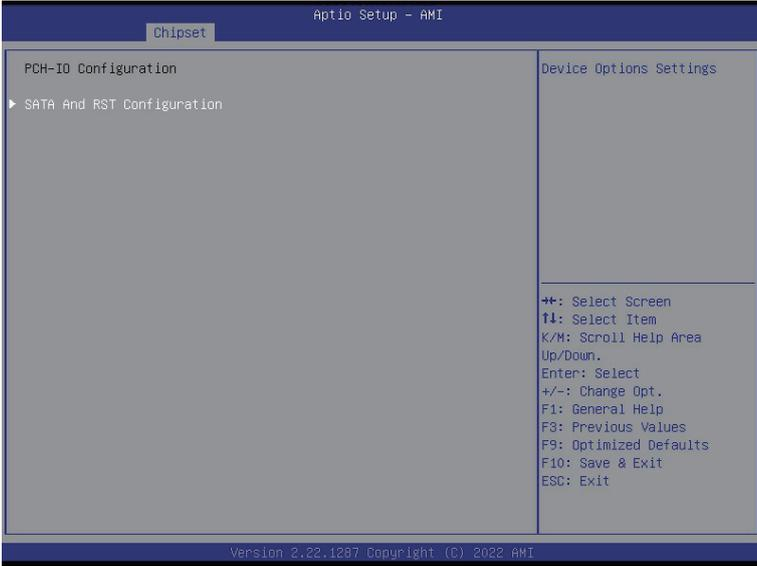 Aptio Setup – AMI
Chipset
PCH-IO Configuration
SATA And RST Configuration
Device Options Settings
→←: Select Screen
↑↓: Select Item
K/M: Scroll Help Area
Up/Down.
Enter: Select
+/-: Change Opt.
F1: General Help
F3: Previous Values
F9: Optimized Defaults
F10: Save & Exit
ESC: Exit
Version 2.22.1287 Copyright (C) 2022 AMI